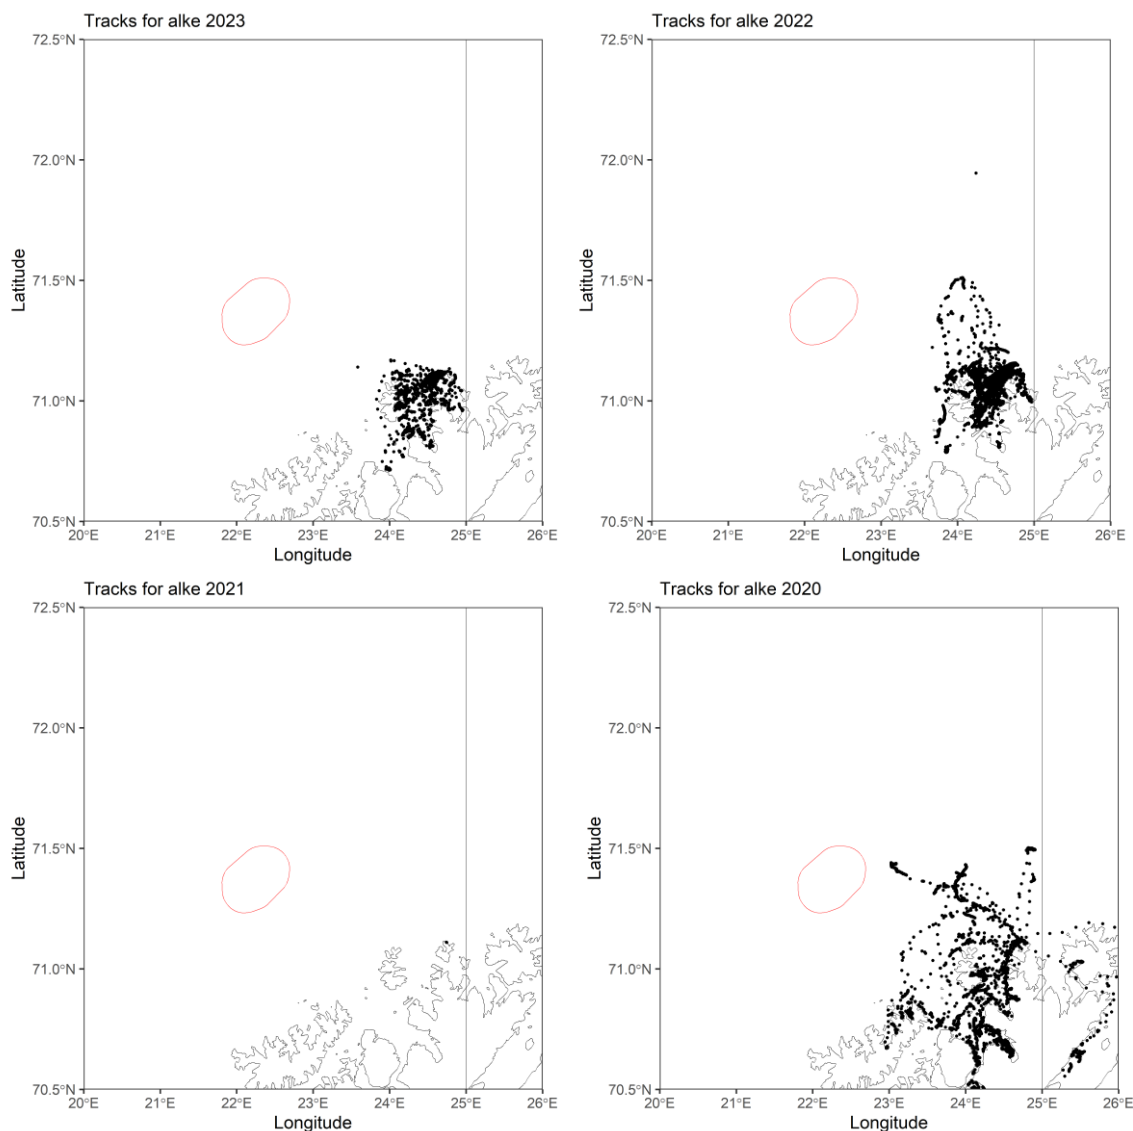 Tracks for alke 2023
72.5°N
72.0°N
71.5°N
71.0°N
70.5°N
Latitude
20°E 21°E 22°E 23°E 24°E 25°E 26°E
Longitude
Tracks for alke 2022
72.5°N
72.0°N
71.5°N
71.0°N
70.5°N
Latitude
20°E 21°E 22°E 23°E 24°E 25°E 26°E
Longitude
Tracks for alke 2021
72.5°N
72.0°N
71.5°N
71.0°N
70.5°N
Latitude
20°E 21°E 22°E 23°E 24°E 25°E 26°E
Longitude
Tracks for alke 2020
72.5°N
72.0°N
71.5°N
71.0°N
70.5°N
Latitude
20°E 21°E 22°E 23°E 24°E 25°E 26°E
Longitude